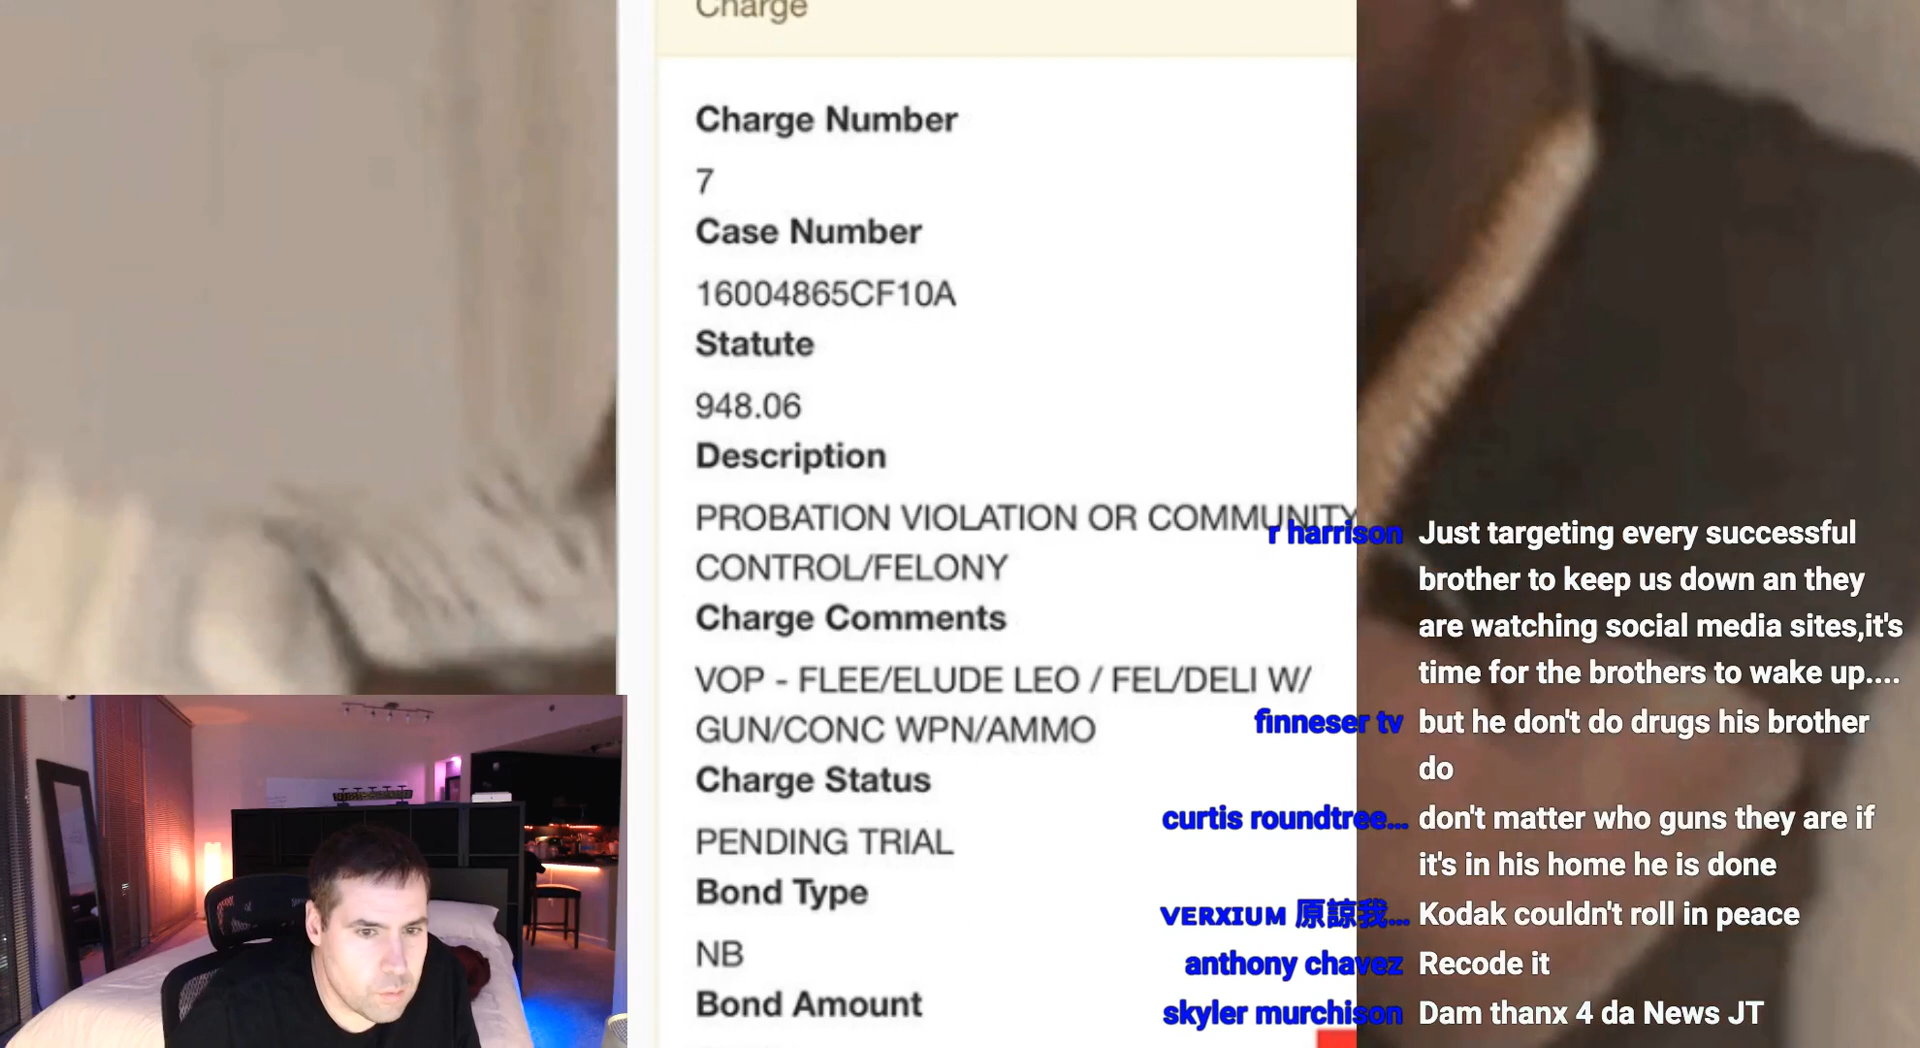 Charge
Charge Number
7
Case Number
16004865CF10A
Statute
948.06
Description
PROBATION VIOLATION OR COMMUNITY
CONTROL/FELONY
Charge Comments
VOP - FLEE/ELUDE LEO / FEL/DELI W/
GUN/CONC WPN/AMMO
Charge Status
PENDING TRIAL
Bond Type
NB
Bond Amount
r harrison Just targeting every successful
brother to keep us down an they
are watching social media sites,it's
time for the brothers to wake up....
finneser tv but he don't do drugs his brother
do
curtis roundtree... don't matter who guns they are if
it's in his home he is done
ᴠᴇʀxɪᴜᴍ 原諒我... Kodak couldn't roll in peace
anthony chavez Recode it
skyler murchison Dam thanx 4 da News JT